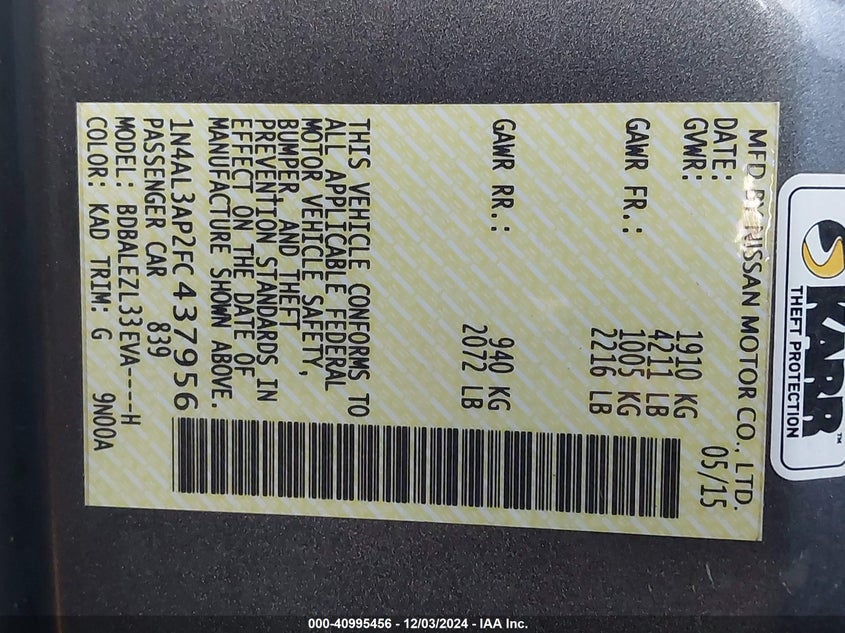 MFD BY NISSAN MOTOR CO., LTD.
DATE: 05/15
GVWR: 1910 KG
4211 LB
GAWR FR.: 1005 KG
2216 LB
GAWR RR.: 940 KG
2072 LB
THIS VEHICLE CONFORMS TO
ALL APPLICABLE FEDERAL
MOTOR VEHICLE SAFETY,
BUMPER, AND THEFT
PREVENTION STANDARDS IN
EFFECT ON THE DATE OF
MANUFACTURE SHOWN ABOVE.
1N4AL3AP2FC437956
PASSENGER CAR 839
MODEL: BDBALEZL33EVA----H
COLOR: KAD TRIM: G 9N00A
KARR™
THEFT PROTECTION
000-40995456 - 12/03/2024 - IAA Inc.